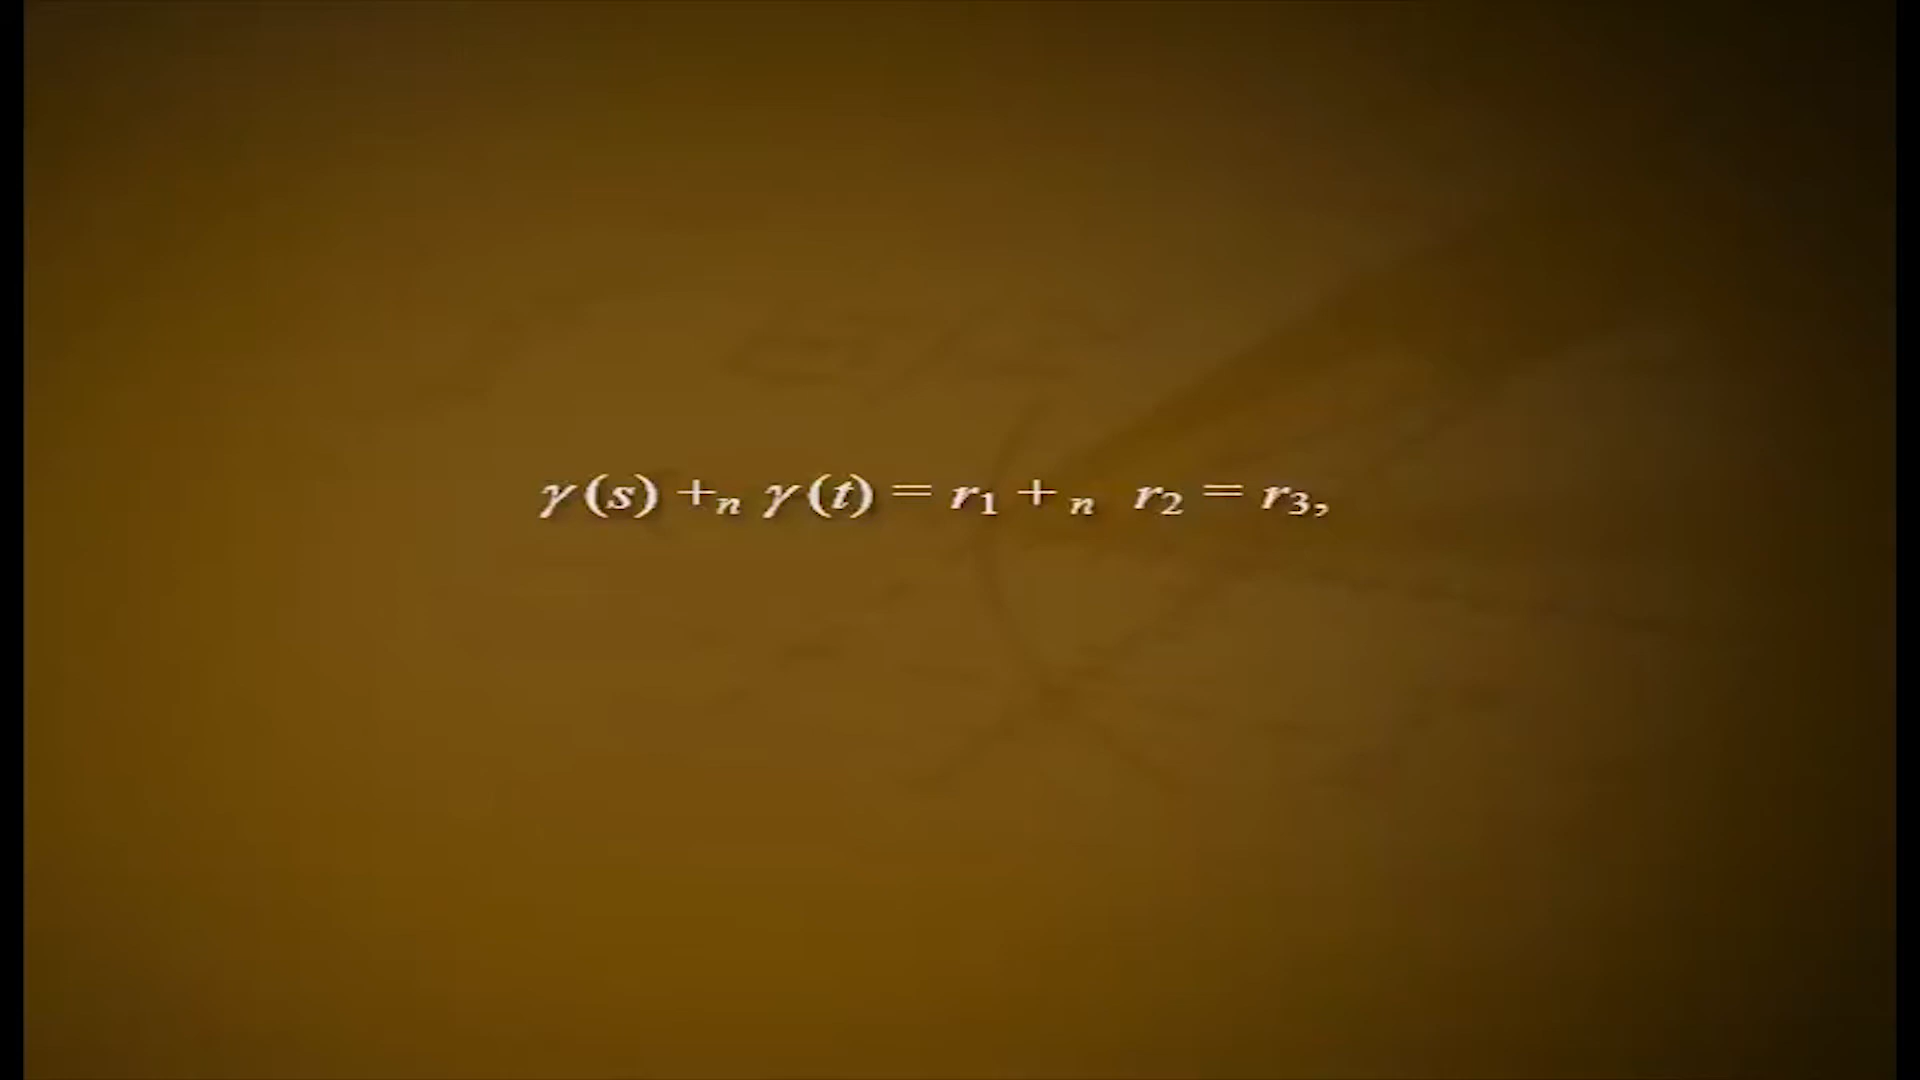 γ(s) +ₙ γ(t) = r₁ + ₙ r₂ = r₃,